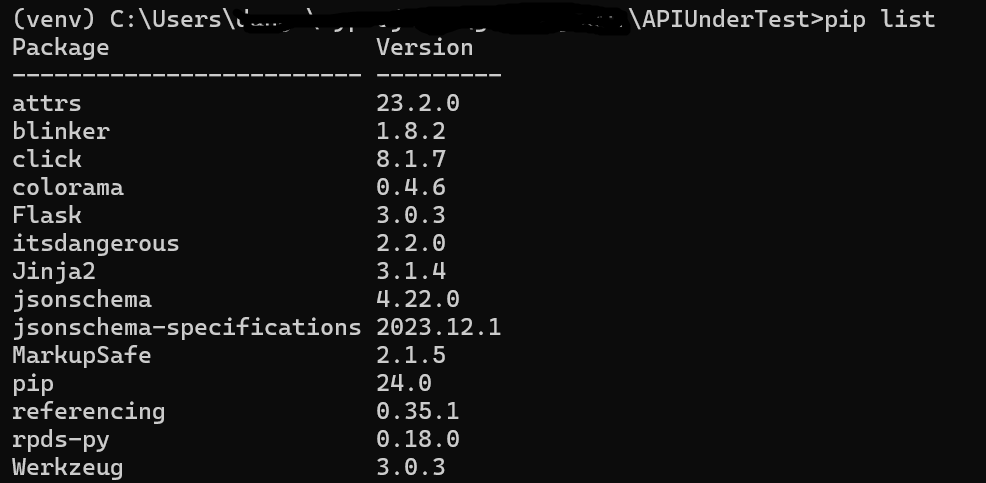 (venv) C:\Users\ \APIUnderTest>pip list
Package Version
------------------------- ---------
attrs 23.2.0
blinker 1.8.2
click 8.1.7
colorama 0.4.6
Flask 3.0.3
itsdangerous 2.2.0
Jinja2 3.1.4
jsonschema 4.22.0
jsonschema-specifications 2023.12.1
MarkupSafe 2.1.5
pip 24.0
referencing 0.35.1
rpds-py 0.18.0
Werkzeug 3.0.3